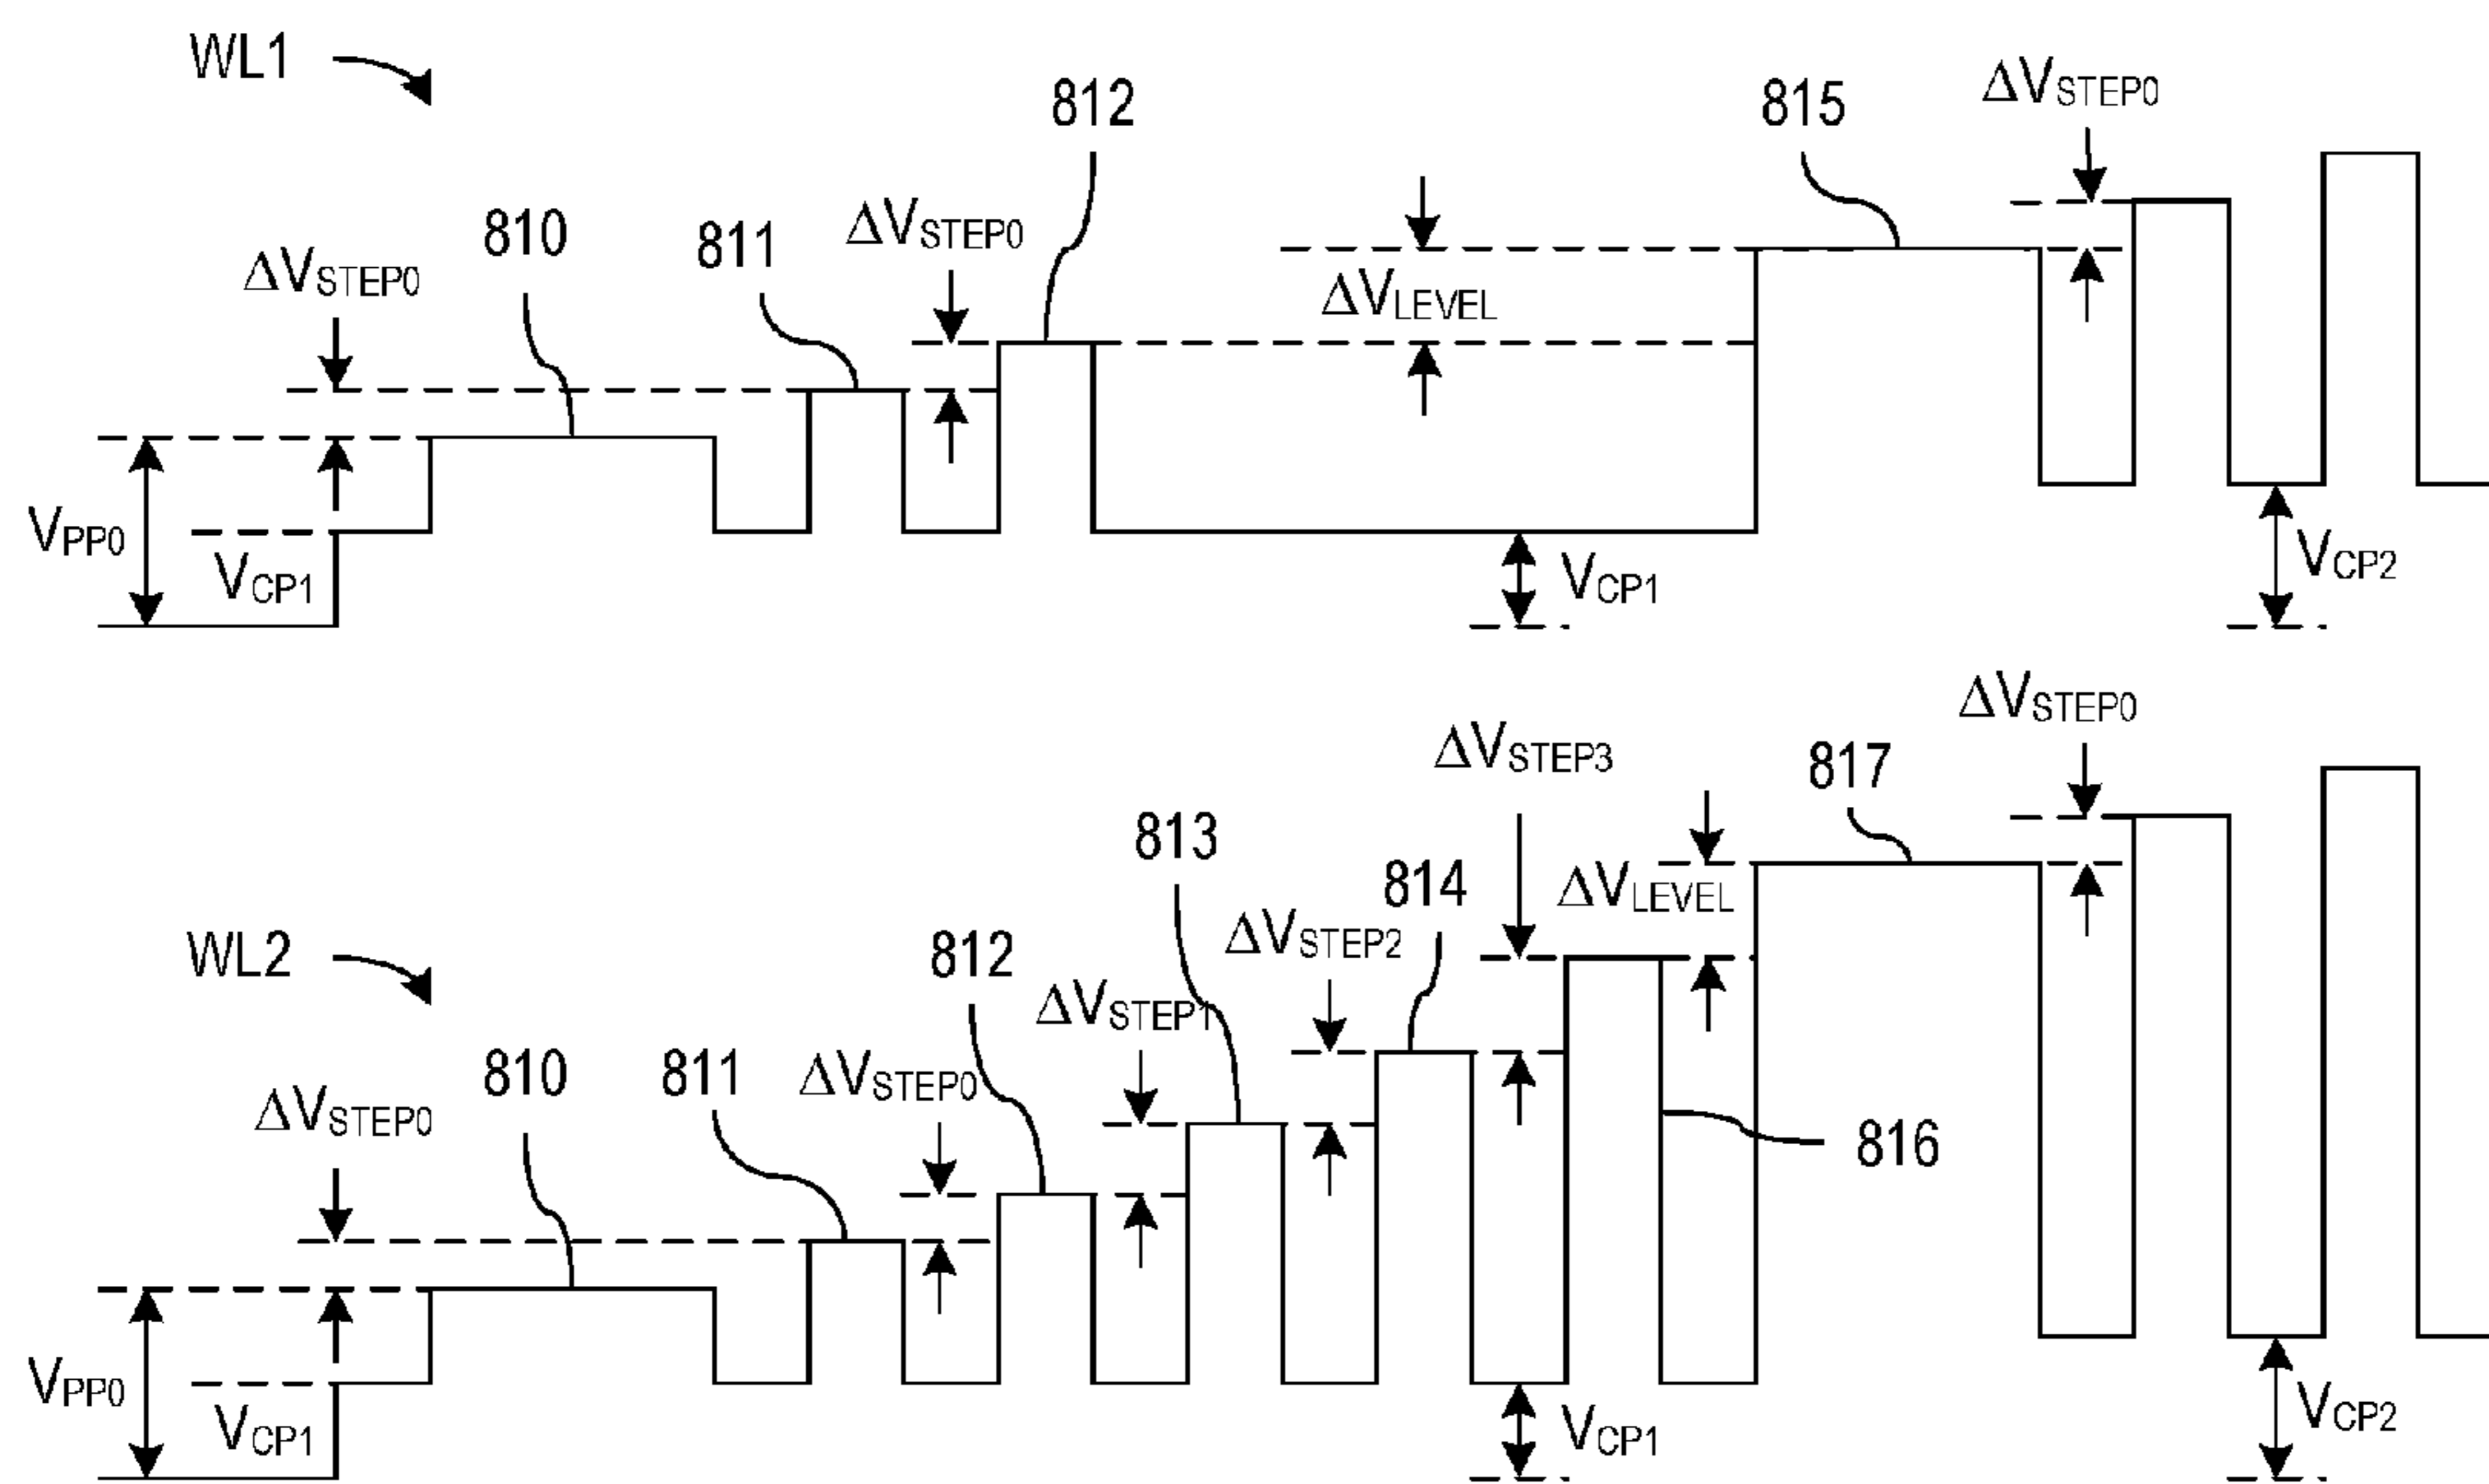 WL1
812
815
ΔVSTEP0
810
811
ΔVSTEP0
ΔVSTEP0
ΔVLEVEL
VPP0
VCP1
VCP1
VCP2
ΔVSTEP0
ΔVSTEP3
817
813
814
ΔVLEVEL
WL2
812
ΔVSTEP2
ΔVSTEP1
810
811
ΔVSTEP0
ΔVSTEP0
816
VPP0
VCP1
VCP1
VCP2